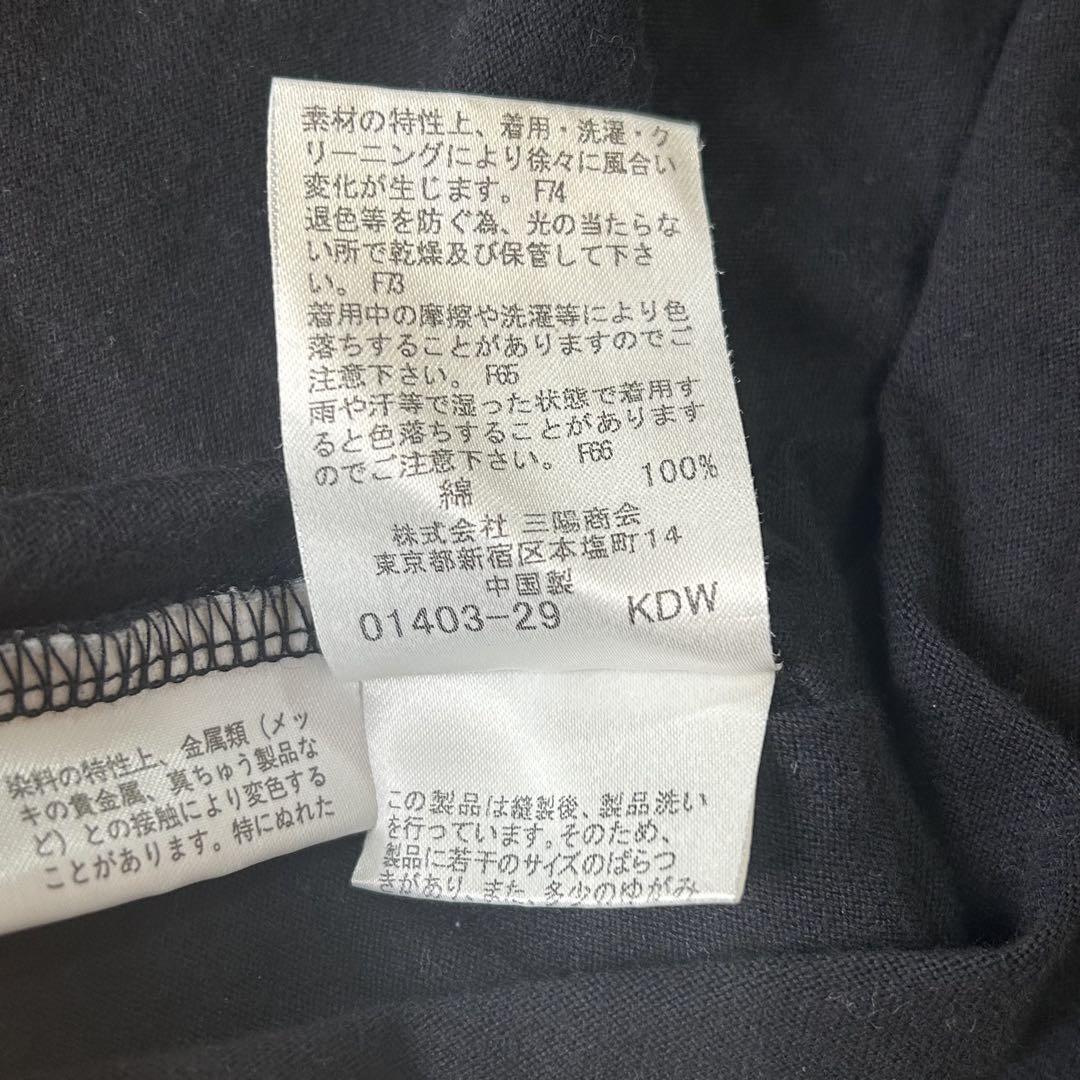 素材の特性上、着用・洗濯・ク
リーニングにより徐々に風合い
変化が生じます。 F74
退色等を防ぐ為、光の当たらな
い所で乾燥及び保管して下さ
い。 F73
着用中の摩擦や洗濯等により色
落ちすることがありますのでご
注意下さい。 F65
雨や汗等で湿った状態で着用す
ると色落ちすることがあります
のでご注意下さい。 F66
綿 100%
株式会社 三陽商会
東京都新宿区本塩町14
中国製
01403-29 KDW
染料の特性上、金属類（メッ
キの貴金属、真ちゅう製品な
ど）との接触により変色する
ことがあります。特にぬれた
この製品は縫製後、製品洗い
を行っています。そのため、
製品に若干のサイズのばらつ
きがあり、また、多少のゆがみ